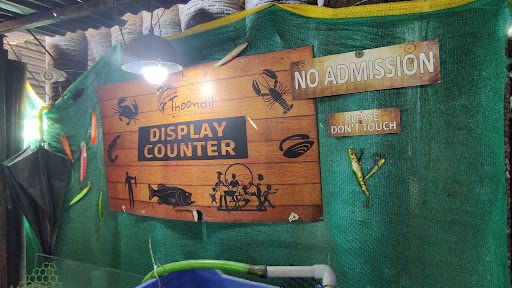 Thoondil
DISPLAY
COUNTER
NO ADMISSION
PLEASE
DON'T TOUCH